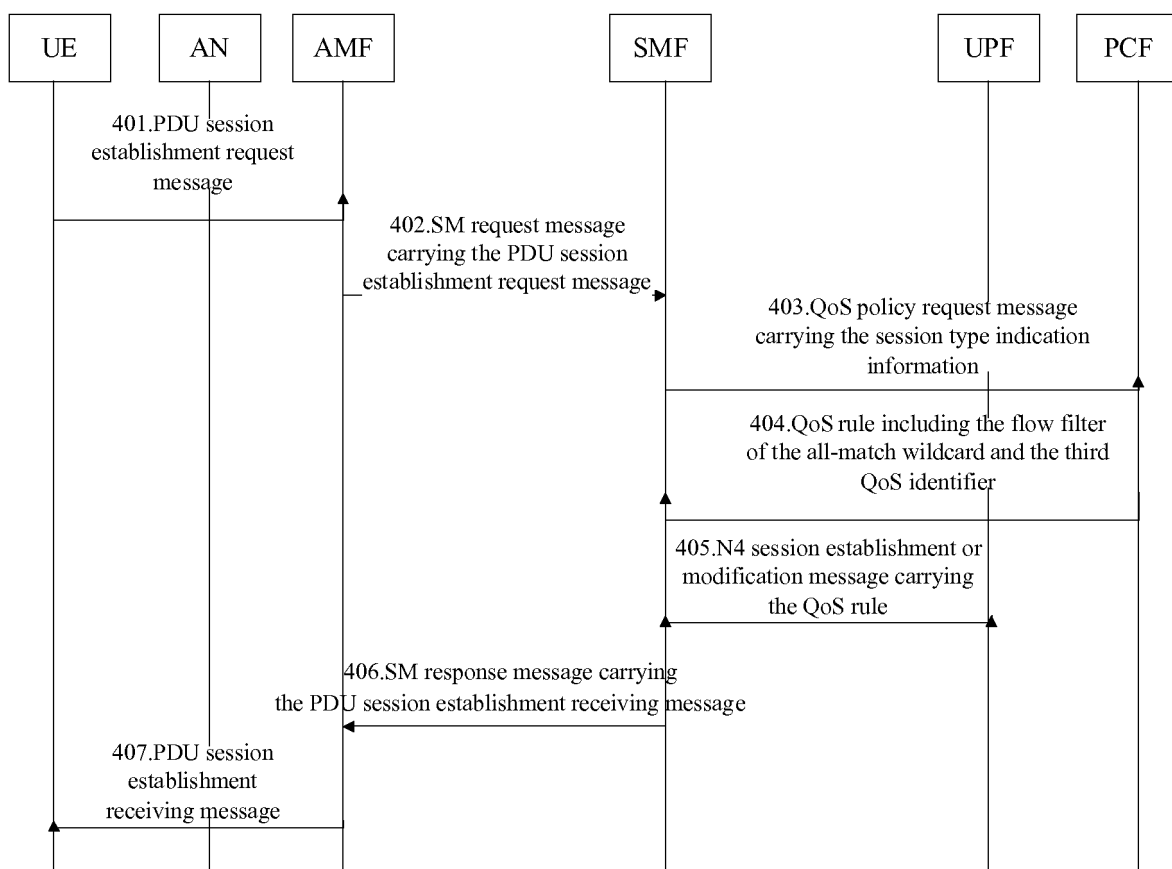 UE
AN
AMF
SMF
UPF
PCF
401.PDU session
establishment request
message
402.SM request message
carrying the PDU session
establishment request message
403.QoS policy request message
carrying the session type indication
information
404.QoS rule including the flow filter
of the all-match wildcard and the third
QoS identifier
405.N4 session establishment or
modification message carrying
the QoS rule
406.SM response message carrying
the PDU session establishment receiving message
407.PDU session
establishment
receiving message